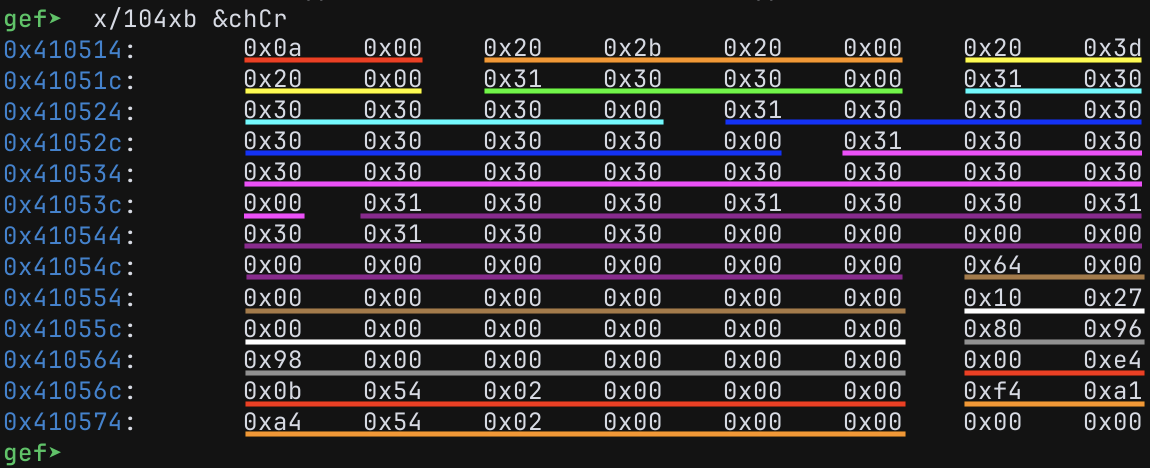 gef➤  x/104xb &chCr
0x410514: 0x0a 0x00 0x20 0x2b 0x20 0x00 0x20 0x3d
0x41051c: 0x20 0x00 0x31 0x30 0x30 0x00 0x31 0x30
0x410524: 0x30 0x30 0x30 0x00 0x31 0x30 0x30 0x30
0x41052c: 0x30 0x30 0x30 0x30 0x00 0x31 0x30 0x30
0x410534: 0x30 0x30 0x30 0x30 0x30 0x30 0x30 0x30
0x41053c: 0x00 0x31 0x30 0x30 0x31 0x30 0x30 0x31
0x410544: 0x30 0x31 0x30 0x30 0x00 0x00 0x00 0x00
0x41054c: 0x00 0x00 0x00 0x00 0x00 0x00 0x64 0x00
0x410554: 0x00 0x00 0x00 0x00 0x00 0x00 0x10 0x27
0x41055c: 0x00 0x00 0x00 0x00 0x00 0x00 0x80 0x96
0x410564: 0x98 0x00 0x00 0x00 0x00 0x00 0x00 0xe4
0x41056c: 0x0b 0x54 0x02 0x00 0x00 0x00 0xf4 0xa1
0x410574: 0xa4 0x54 0x02 0x00 0x00 0x00 0x00 0x00
gef➤